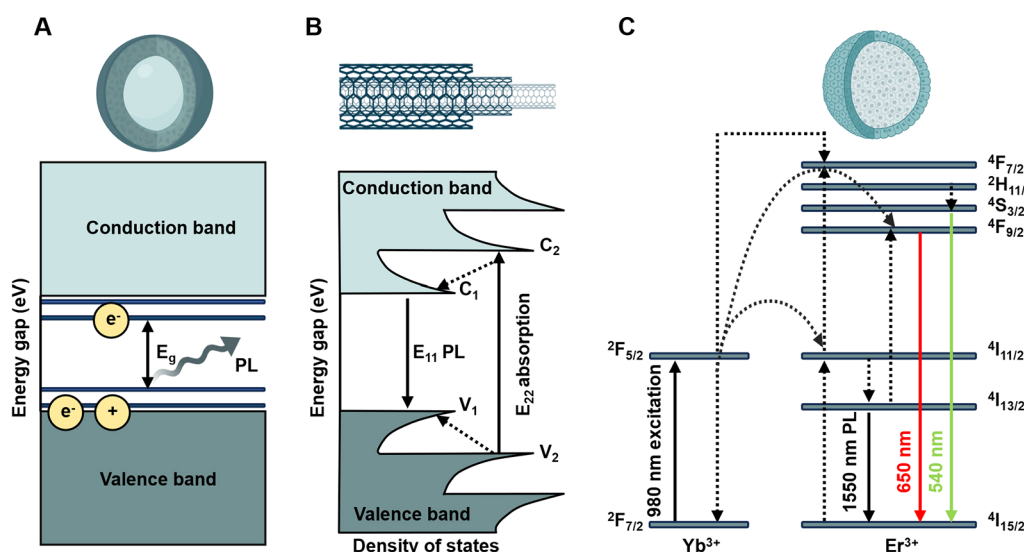 A
B
C
Energy gap (eV)
Conduction band
e-
Eg
PL
e-
+
Valence band
Energy gap (eV)
Conduction band
C2
C1
E11 PL
E22 absorption
V1
V2
Valence band
Density of states
⁴F7/2
²H11/
⁴S3/2
⁴F9/2
²F5/2
⁴I11/2
⁴I13/2
980 nm excitation
1550 nm PL
650 nm
540 nm
²F7/2
⁴I15/2
Yb³⁺
Er³⁺